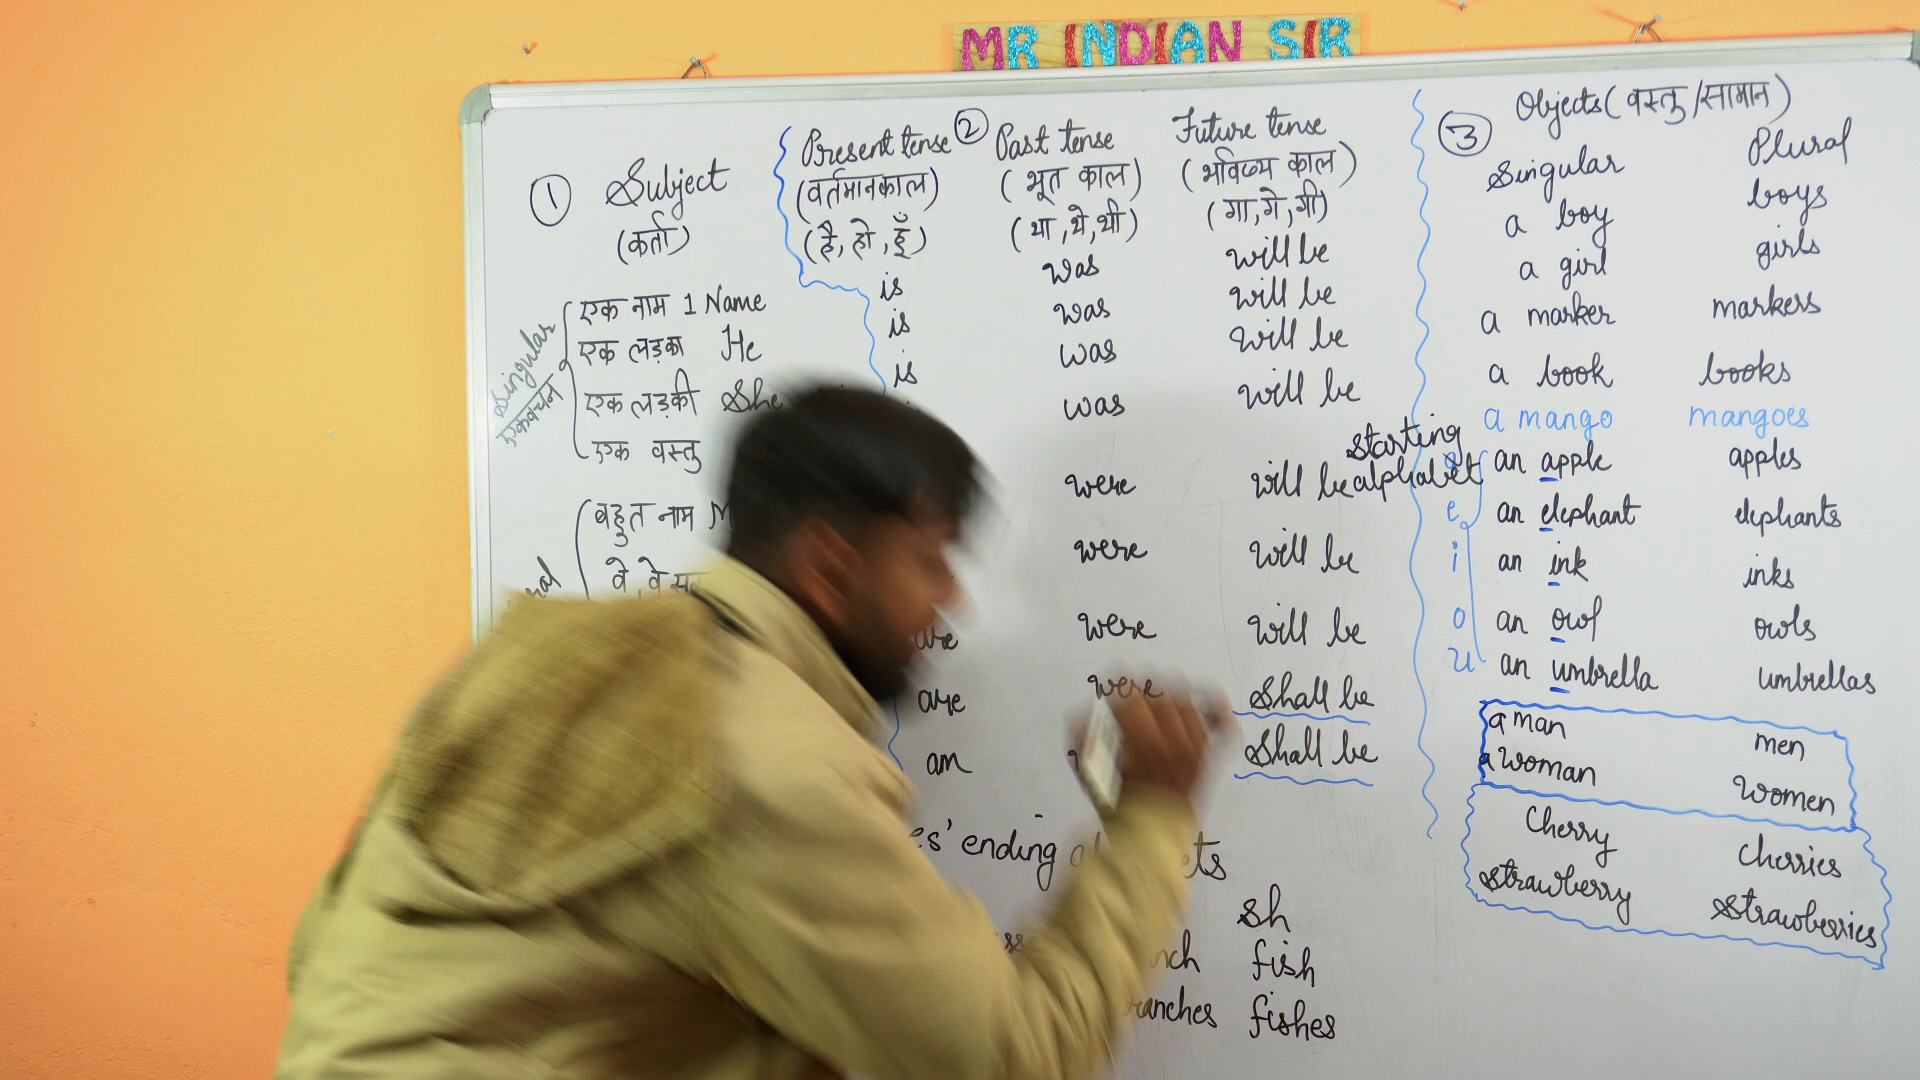 MR INDIAN SIR
① Subject
(कर्ता)
Singular
एकवचन
एक नाम 1 Name
एक लड़का He
एक लड़की She
एक वस्तु
बहुत नाम
वे, वे
②
Present tense
(वर्तमानकाल)
(है, हो, हूँ)
is
is
is
are
are
am
Past tense
(भूत काल)
(था, थे, थी)
was
was
was
was
were
were
were
were
Future tense
(भविष्य काल)
(गा, गे, गी)
will be
will be
will be
will be
will be
will be
will be
Shall be
Shall be
ending
sh
fish
fishes
③ Objects (वस्तु/सामान)
Singular Plural
a boy boys
a girl girls
a marker markers
a book books
a mango mangoes
starting
alphabet
a an apple apples
e an elephant elephants
i an ink inks
o an owl owls
u an umbrella umbrellas
a man men
a woman women
Cherry Cherries
Strawberry Strawberries